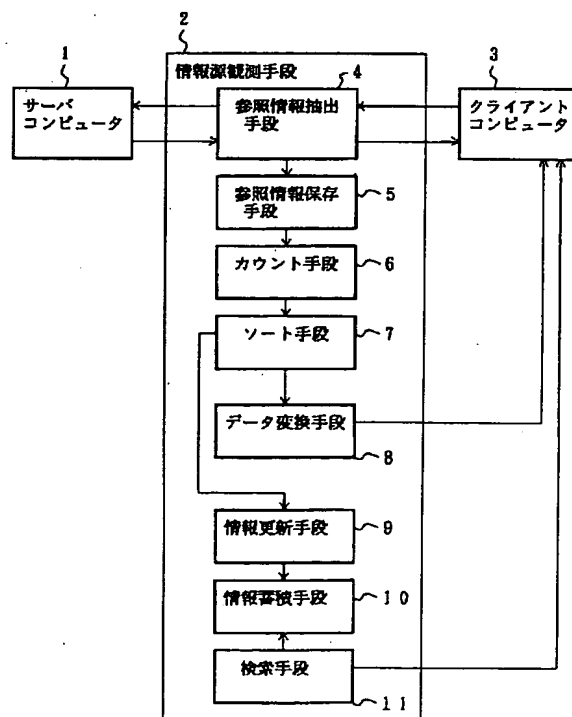 2
1
情報源観測手段
4
3
サーバ
コンピュータ
参照情報抽出
手段
クライアント
コンピュータ
参照情報保存
手段
5
カウント手段
6
ソート手段
7
データ変換手段
8
情報更新手段
9
情報蓄積手段
10
検索手段
11